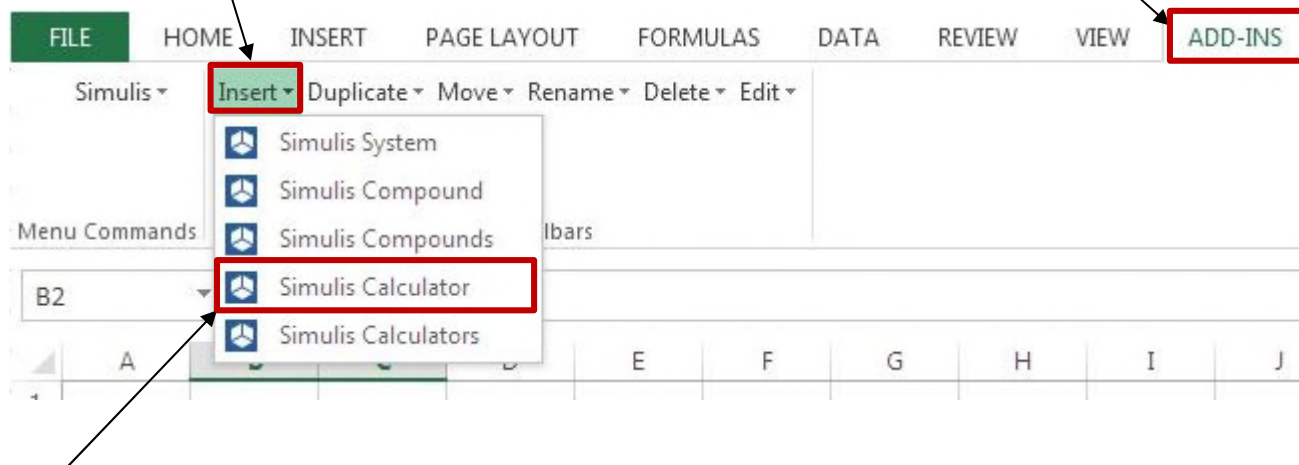 FILE HOME INSERT PAGE LAYOUT FORMULAS DATA REVIEW VIEW ADD-INS
Simulis Insert Duplicate Move Rename Delete Edit
Simulis System
Simulis Compound
Menu Commands Simulis Compounds lbars
B2 Simulis Calculator
Simulis Calculators
A E F G H I J